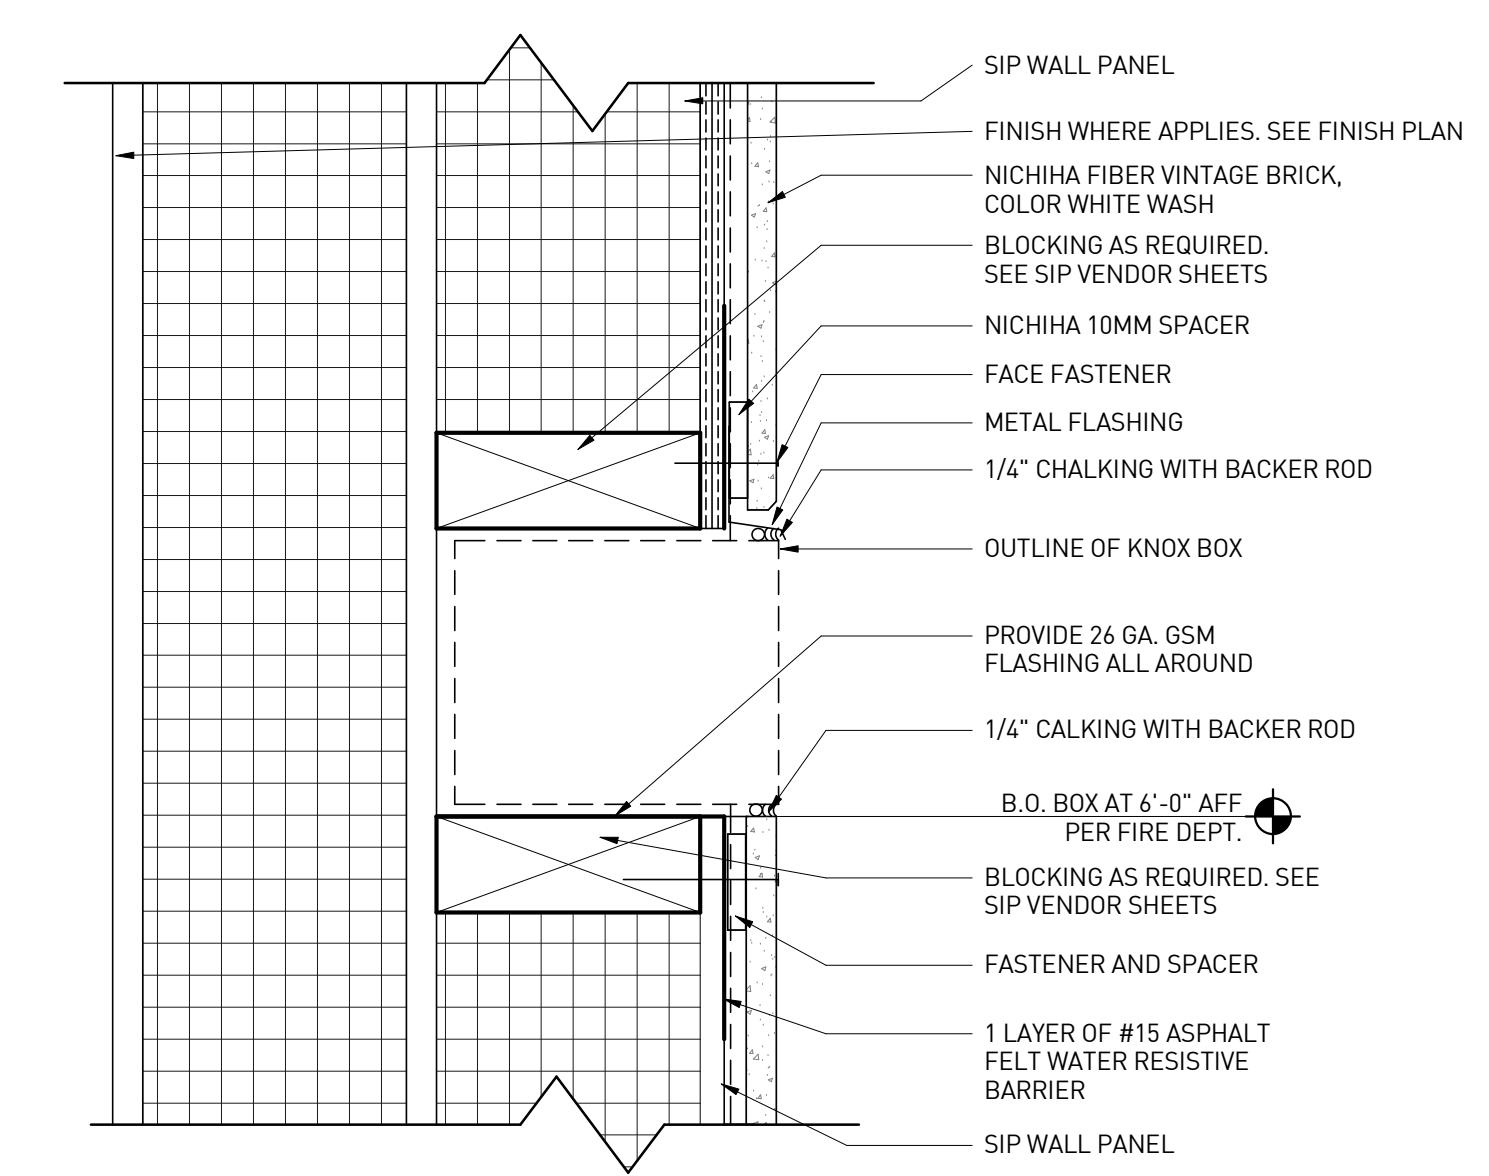 SIP WALL PANEL
FINISH WHERE APPLIES. SEE FINISH PLAN
NICHIHA FIBER VINTAGE BRICK,
COLOR WHITE WASH
BLOCKING AS REQUIRED.
SEE SIP VENDOR SHEETS
NICHIHA 10MM SPACER
FACE FASTENER
METAL FLASHING
1/4" CHALKING WITH BACKER ROD
OUTLINE OF KNOX BOX
PROVIDE 26 GA. GSM
FLASHING ALL AROUND
1/4" CALKING WITH BACKER ROD
B.O. BOX AT 6'-0" AFF
PER FIRE DEPT.
BLOCKING AS REQUIRED. SEE
SIP VENDOR SHEETS
FASTENER AND SPACER
1 LAYER OF #15 ASPHALT
FELT WATER RESISTIVE
BARRIER
SIP WALL PANEL